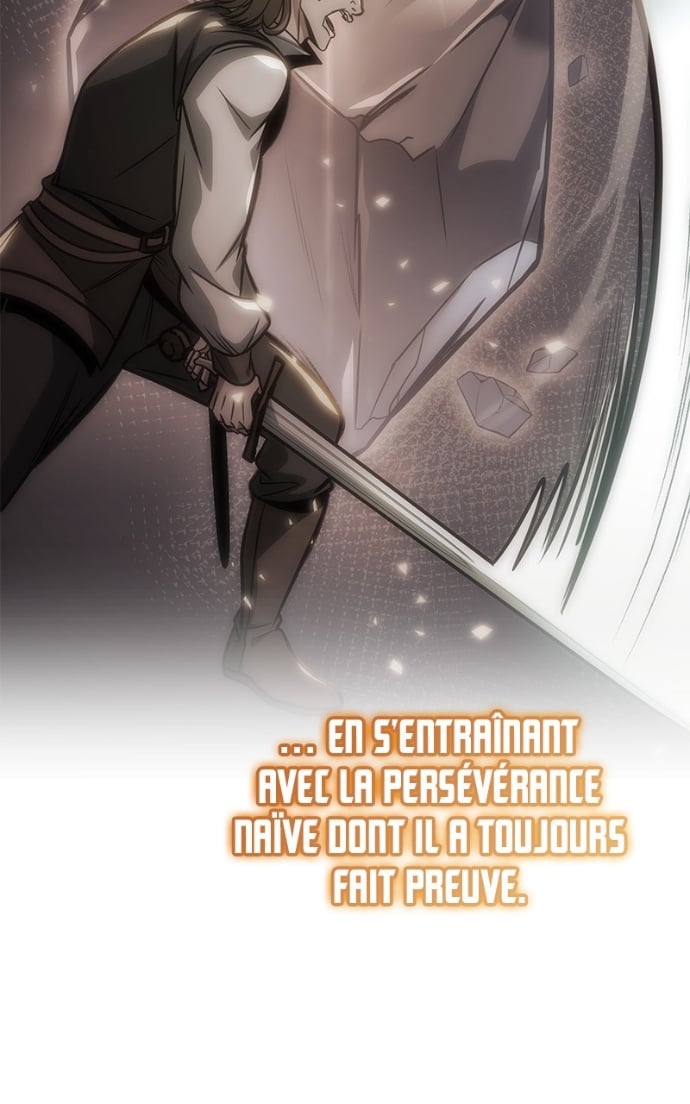 ... EN S'ENTRAÎNANT
AVEC LA PERSÉVÉRANCE
NAÏVE DONT IL A TOUJOURS
FAIT PREUVE.